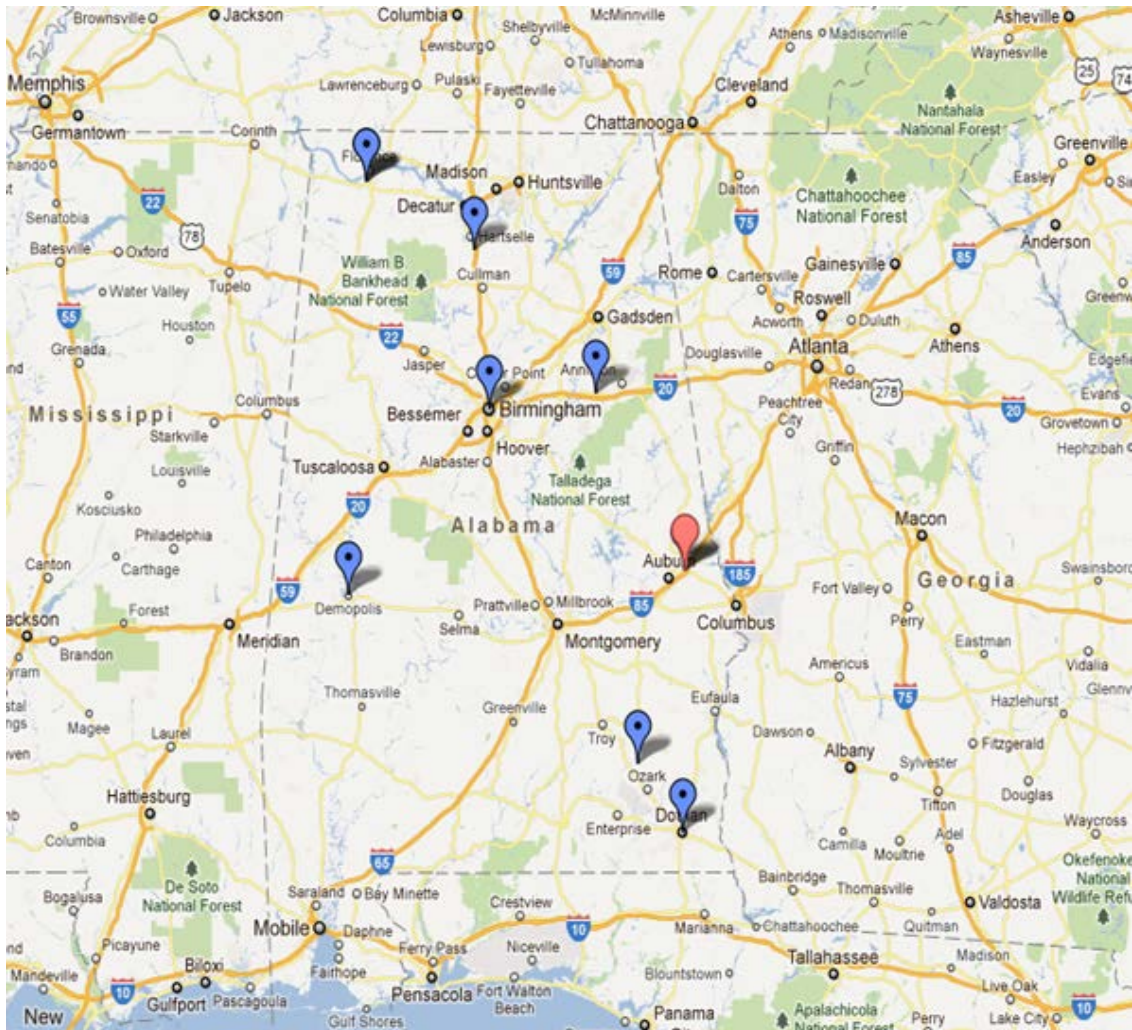 Brownsville
Jackson
Columbia
Shelbyville
McMinnville
Athens
Madisonville
Asheville
Lewisburg
Tullahoma
Waynesville
Memphis
Lawrenceburg
Pulaski
Fayetteville
Cleveland
25
74
Germantown
Corinth
Chattanooga
Nantahala
National Forest
Greenville
Madison
Huntsville
Dalton
Easley
Senatobia
22
Decatur
Chattahoochee
National Forest
75
Batesville
Oxford
78
Hartselle
Anderson
William B.
Bankhead
National Forest
Cullman
59
Rome
Cartersville
Gainesville
85
Water Valley
Tupelo
Roswell
55
Houston
Gadsden
Acworth
Duluth
Grenada
22
Jasper
Douglasville
Atlanta
Athens
Point
20
Redan
278
Mississippi
Columbus
Bessemer
Birmingham
Peachtree
City
20
Evans
Starkville
Hoover
Griffin
Grovetown
Hephzibah
Louisville
Tuscaloosa
Alabaster
Talladega
National Forest
Kosciusko
20
Alabama
Macon
Philadelphia
Canton
Carthage
59
185
Fort Valley
Georgia
Swainsboro
Forest
Demopolis
Prattville
Millbrook
85
Perry
Brandon
Meridian
Selma
Montgomery
Columbus
Eastman
Vidalia
Americus
Thomasville
Eufaula
75
Hazlehurst
Magee
Greenville
Troy
Dawson
Fitzgerald
Laurel
Albany
Hattiesburg
Ozark
Sylvester
Tifton
Douglas
Columbia
Enterprise
Camilla
Moultrie
Adel
Waycross
65
De Soto
National Forest
Saraland
Bay Minette
Bainbridge
Thomasville
Valdosta
Bogalusa
Crestview
Mobile
Daphne
10
Marianna
Chattahoochee
Quitman
Picayune
Ferry Pass
Niceville
Tallahassee
Madison
Mandeville
Biloxi
Fairhope
Blountstown
10
Gulfport
Pascagoula
Pensacola
Fort Walton
Beach
Live Oak
10
New
Gulf Shores
Panama
Apalachicola
National Forest
Perry
Lake City